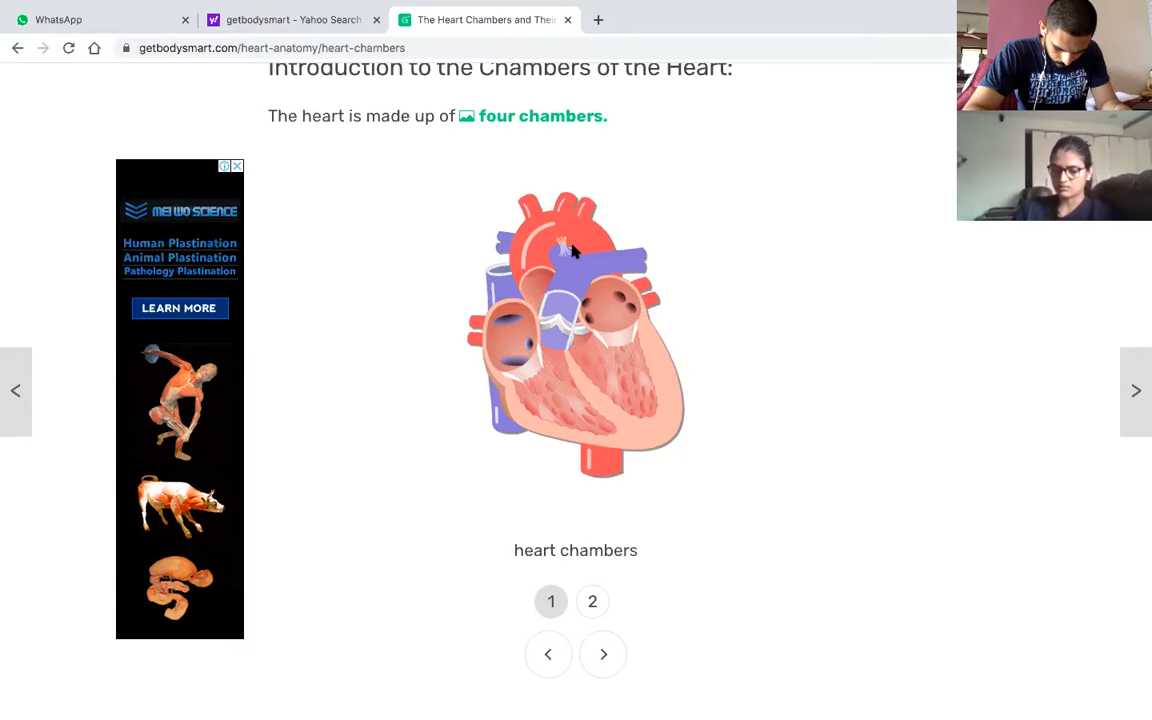 WhatsApp
getbodysmart - Yahoo Search
The Heart Chambers and Thei
getbodysmart.com/heart-anatomy/heart-chambers
Introduction to the Chambers of the Heart:
The heart is made up of four chambers.
MEI WO SCIENCE
Human Plastination
Animal Plastination
Pathology Plastination
LEARN MORE
heart chambers
1 2
DEAR STOMACH,